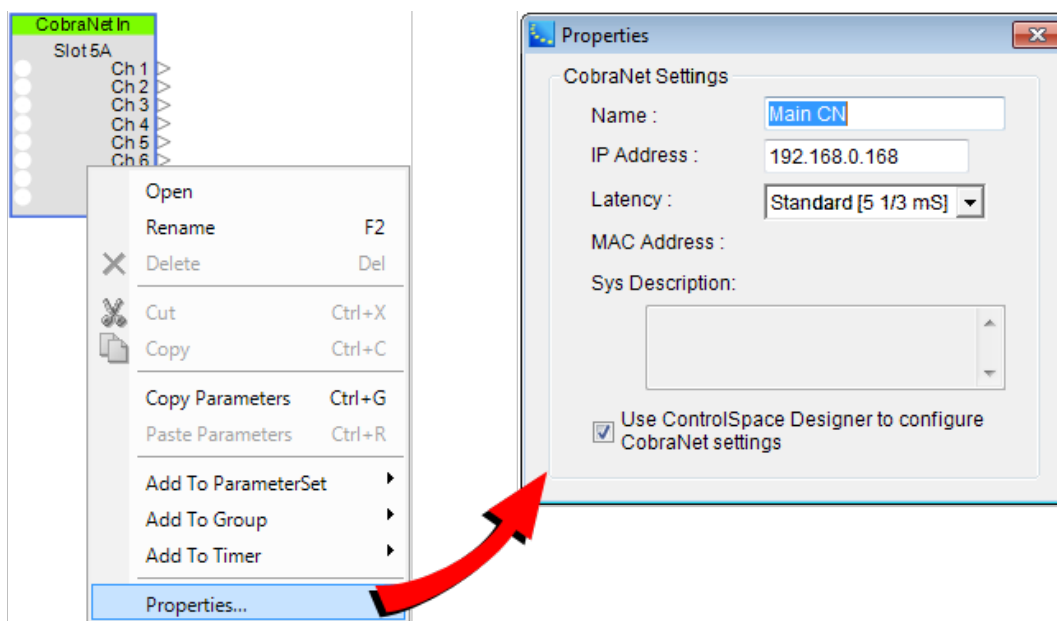 CobraNet In
Slot 5A
Ch 1
Ch 2
Ch 3
Ch 4
Ch 5
Ch 6
Open
Rename F2
Delete Del
Cut Ctrl+X
Copy Ctrl+C
Copy Parameters Ctrl+G
Paste Parameters Ctrl+R
Add To ParameterSet
Add To Group
Add To Timer
Properties...
Properties
CobraNet Settings
Name : Main CN
IP Address : 192.168.0.168
Latency : Standard [5 1/3 mS]
MAC Address :
Sys Description:
Use ControlSpace Designer to configure
CobraNet settings